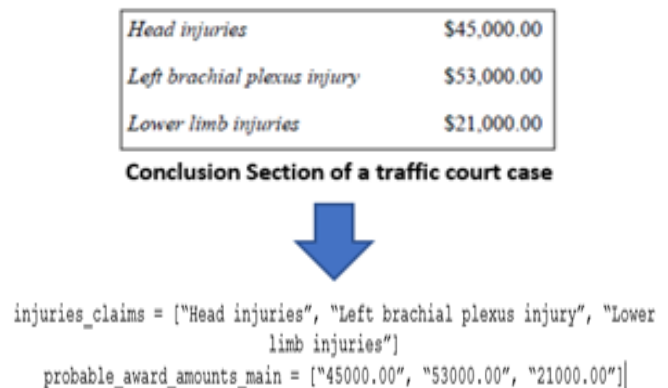 Head injuries $45,000.00
Left brachial plexus injury $53,000.00
Lower limb injuries $21,000.00
Conclusion Section of a traffic court case
injuries_claims = [“Head injuries”, “Left brachial plexus injury”, “Lower
limb injuries”]
probable_award_amounts_main = [“45000.00”, “53000.00”, “21000.00”]